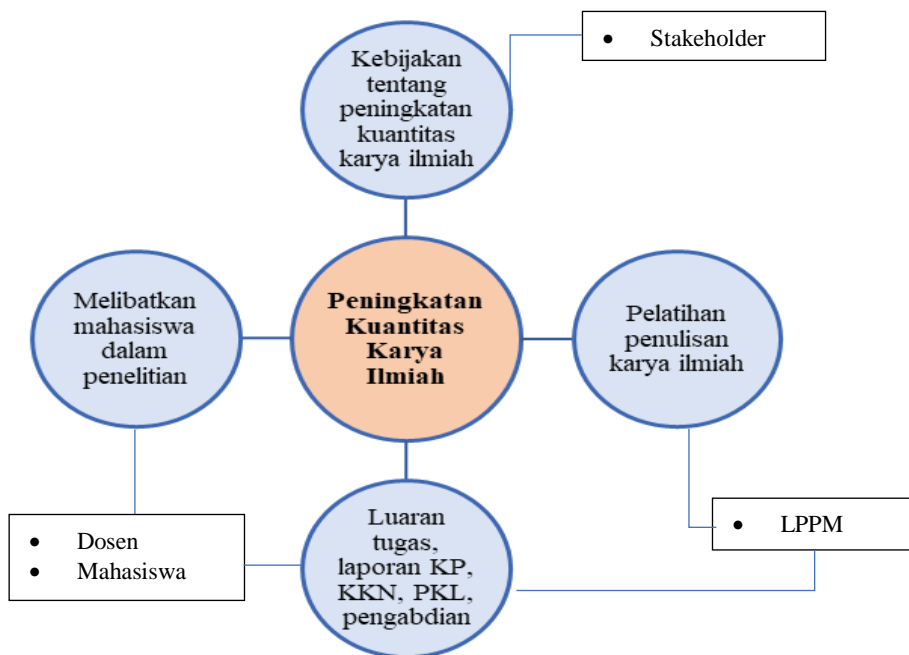 • Stakeholder
Kebijakan
tentang
peningkatan
kuantitas
karya ilmiah
Melibatkan
mahasiswa
dalam
penelitian
Peningkatan
Kuantitas
Karya
Ilmiah
Pelatihan
penulisan
karya ilmiah
• Dosen
• Mahasiswa
Luaran
tugas,
laporan KP,
KKN, PKL,
pengabdian
• LPPM